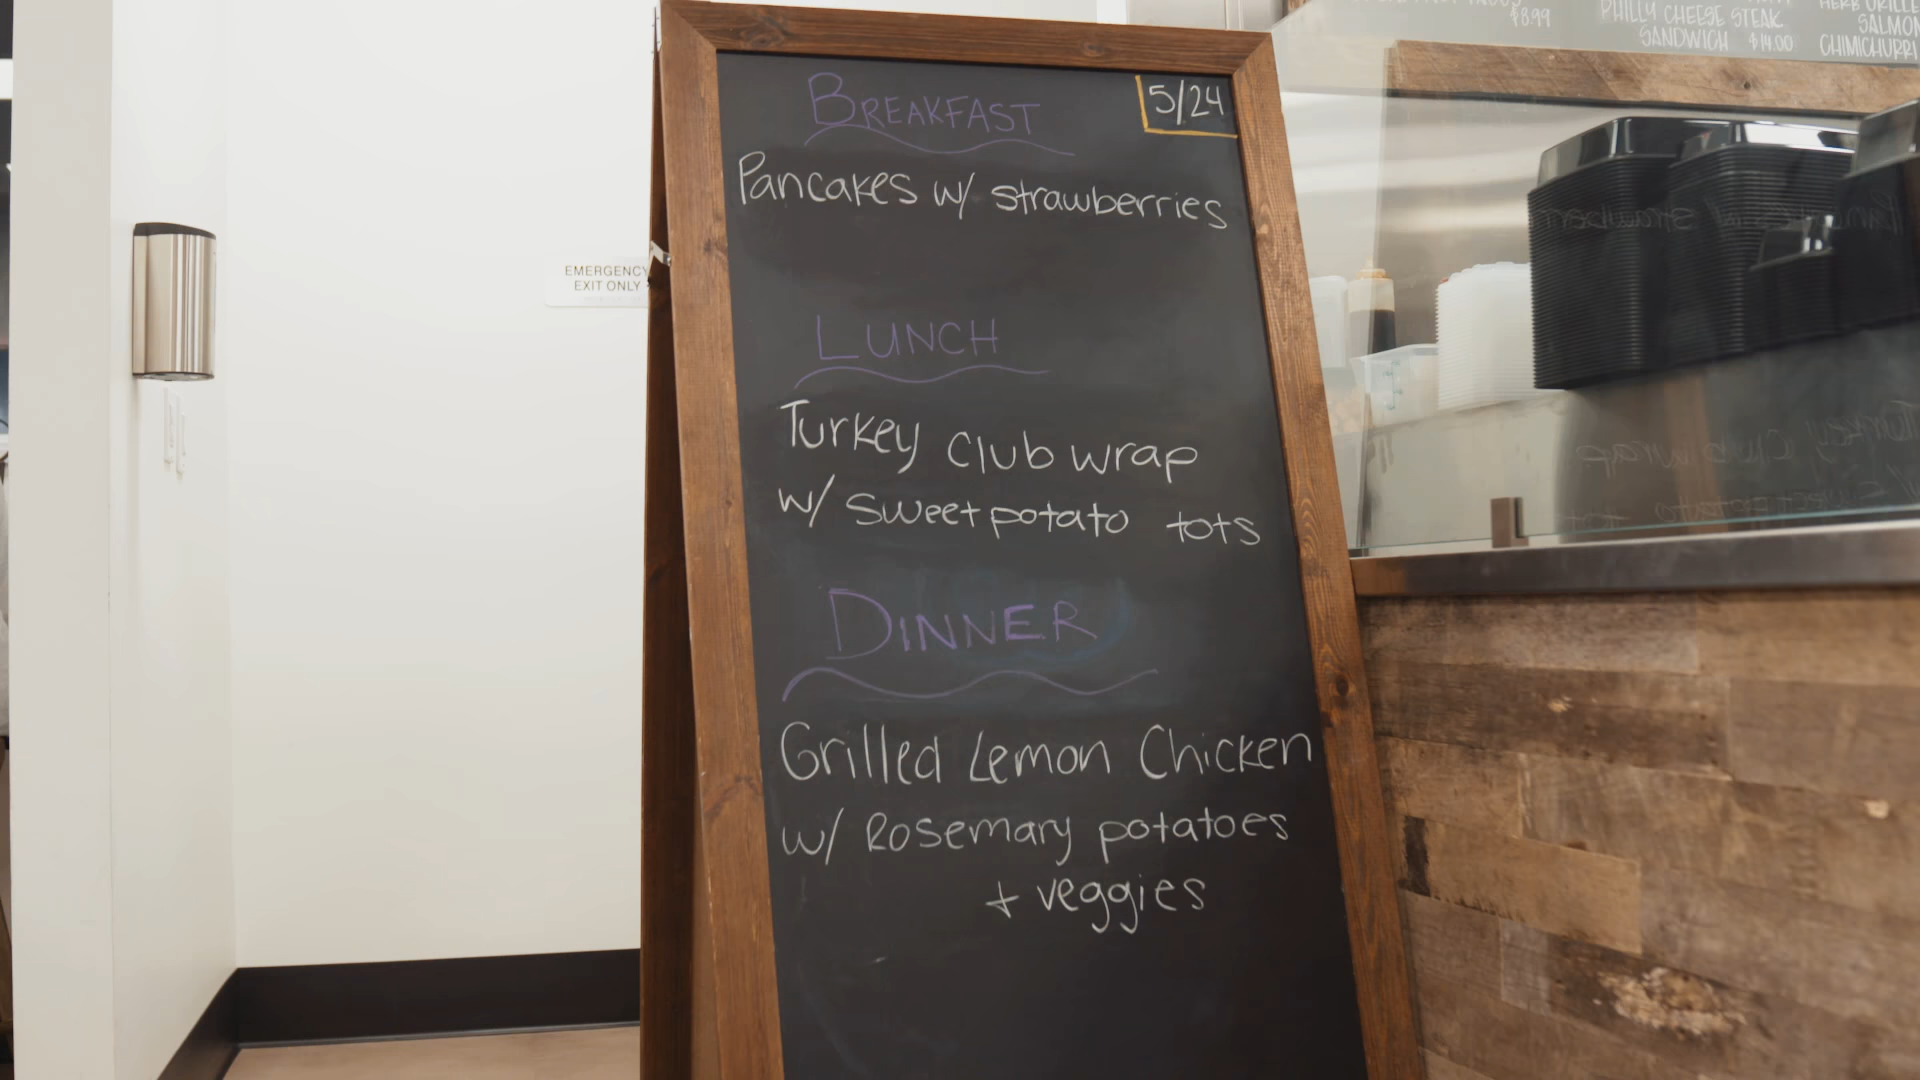 BREAKFAST
5/24
Pancakes w/ strawberries
LUNCH
Turkey club wrap
w/ sweet potato tots
DINNER
Grilled Lemon Chicken
w/ Rosemary potatoes
+ veggies
EMERGENCY
EXIT ONLY
$8.99
PHILLY CHEESE STEAK
SANDWICH $14.00
SALMON
CHIMICHURRI